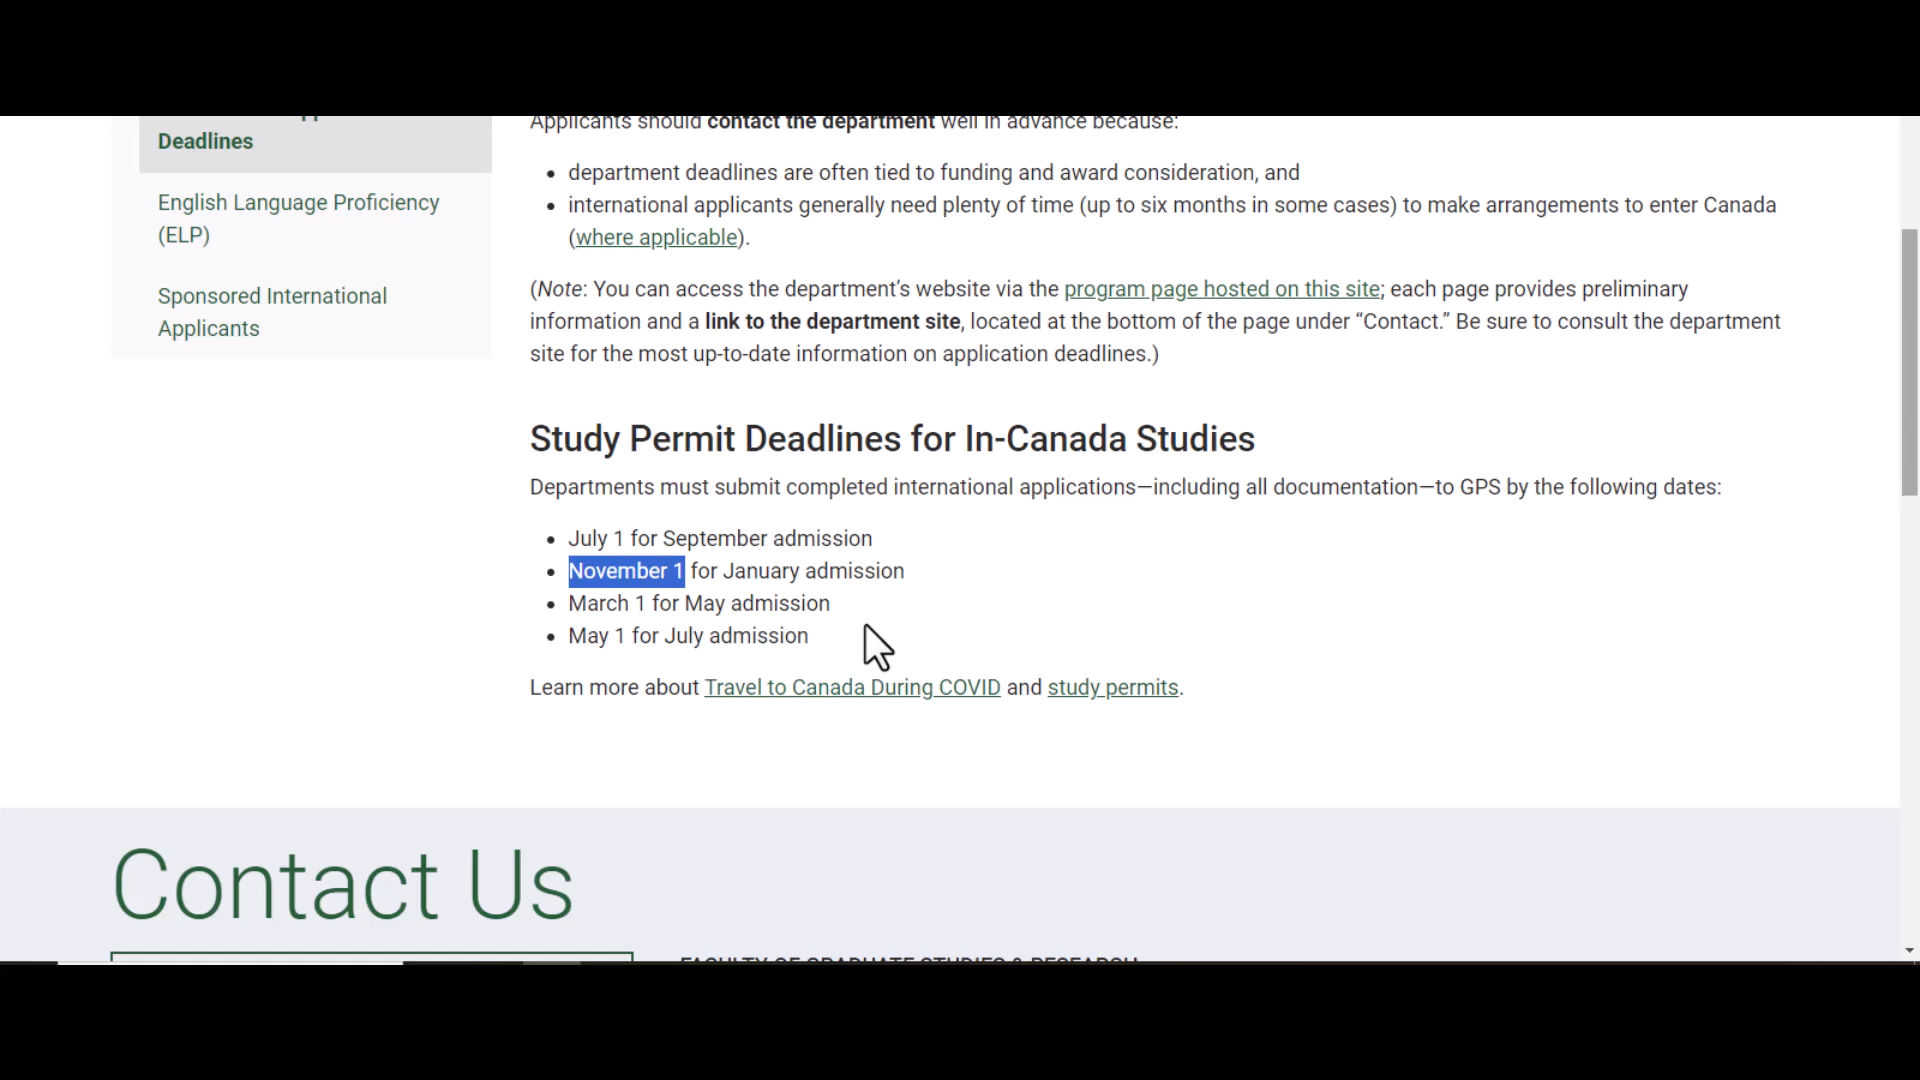 Deadlines
English Language Proficiency
(ELP)
Sponsored International
Applicants
Applicants should contact the department well in advance because:
• department deadlines are often tied to funding and award consideration, and
• international applicants generally need plenty of time (up to six months in some cases) to make arrangements to enter Canada
(where applicable).
(Note: You can access the department’s website via the program page hosted on this site; each page provides preliminary
information and a link to the department site, located at the bottom of the page under “Contact.” Be sure to consult the department
site for the most up-to-date information on application deadlines.)
Study Permit Deadlines for In-Canada Studies
Departments must submit completed international applications—including all documentation—to GPS by the following dates:
• July 1 for September admission
• November 1 for January admission
• March 1 for May admission
• May 1 for July admission
Learn more about Travel to Canada During COVID and study permits.
Contact Us
FACULTY OF GRADUATE STUDIES & RESEARCH